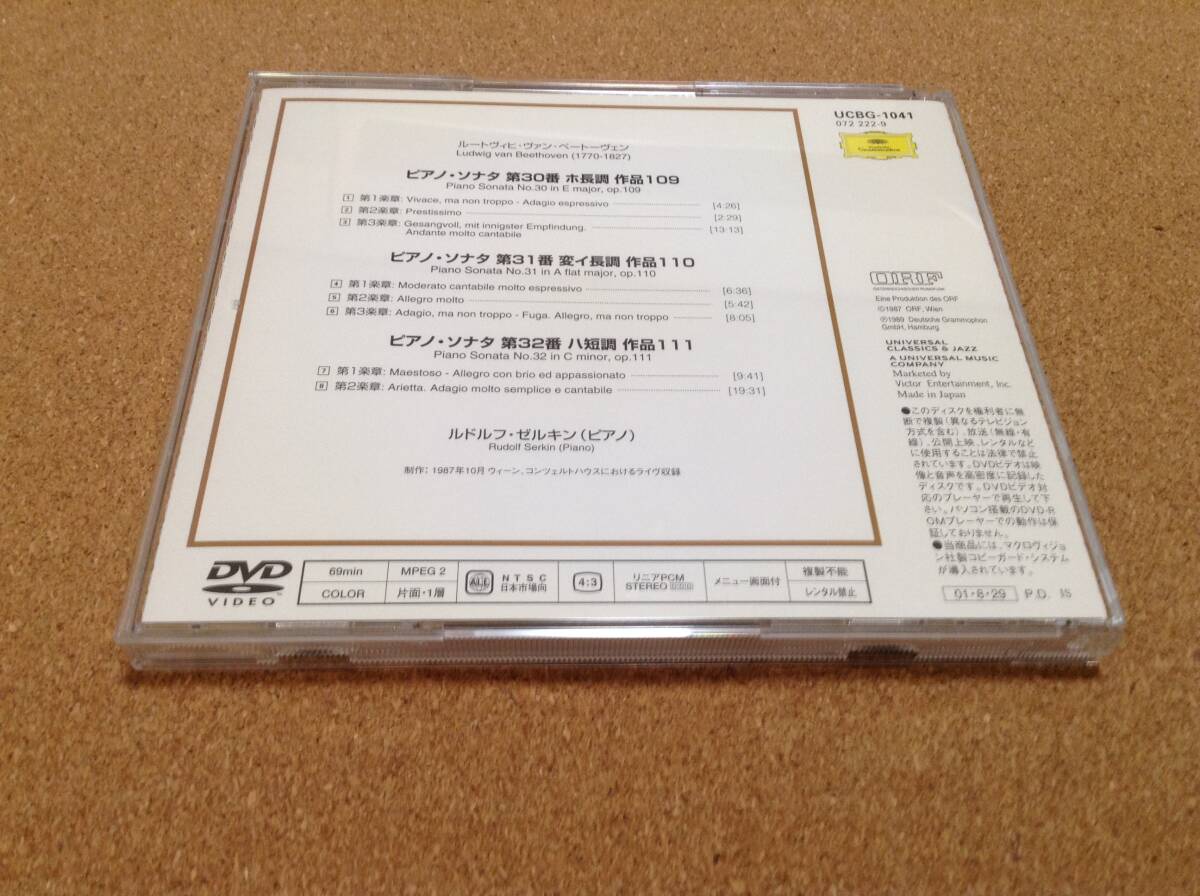 UCBG-1041
072 222-9
Deutsche
Grammophon
ルートヴィヒ・ヴァン・ベートーヴェン
Ludwig van Beethoven (1770-1827)
ピアノ・ソナタ 第30番 ホ長調 作品109
Piano Sonata No.30 in E major, op.109
1 第1楽章: Vivace, ma non troppo - Adagio espressivo [4:26]
2 第2楽章: Prestissimo [2:29]
3 第3楽章: Gesangvoll, mit innigster Empfindung. [13:13]
Andante molto cantabile
ピアノ・ソナタ 第31番 変イ長調 作品110
Piano Sonata No.31 in A flat major, op.110
4 第1楽章: Moderato cantabile molto espressivo [6:36]
5 第2楽章: Allegro molto [5:42]
6 第3楽章: Adagio, ma non troppo - Fuga. Allegro, ma non troppo [8:05]
ピアノ・ソナタ 第32番 ハ短調 作品111
Piano Sonata No.32 in C minor, op.111
7 第1楽章: Maestoso - Allegro con brio ed appassionato [9:41]
8 第2楽章: Arietta. Adagio molto semplice e cantabile [19:31]
ルドルフ・ゼルキン(ピアノ)
Rudolf Serkin (Piano)
制作：1987年10月 ウィーン、コンツェルトハウスにおけるライヴ収録
ORF
ÖSTERREICHISCHER RUNDFUNK
Eine Produktion des ORF
©1987 ORF, Wien
℗1989 Deutsche Grammophon
GmbH, Hamburg
UNIVERSAL
CLASSICS & JAZZ
A UNIVERSAL MUSIC
COMPANY
Marketed by
Victor Entertainment, Inc.
Made in Japan
●このディスクを権利者に無
断で複製(異なるテレビジョン
方式を含む)、放送(無線・有
線)、公開上映、レンタルなど
に使用することは法律で禁止
されています。DVDビデオは映
像と音声を高密度に記録した
ディスクです。DVDビデオ対
応のプレーヤーで再生して下
さい。パソコン搭載のDVD-R
OMプレーヤーでの動作は保
証しておりません。
●当商品には、マクロヴィジョ
ン社製コピーガード・システム
が導入されています。
01・8・29 P.D. IS
DVD
VIDEO
69min
COLOR
MPEG 2
片面・1層
ALL
NTSC
日本市場向
4:3
リニアPCM
STEREO
メニュー画面付
複製不能
レンタル禁止